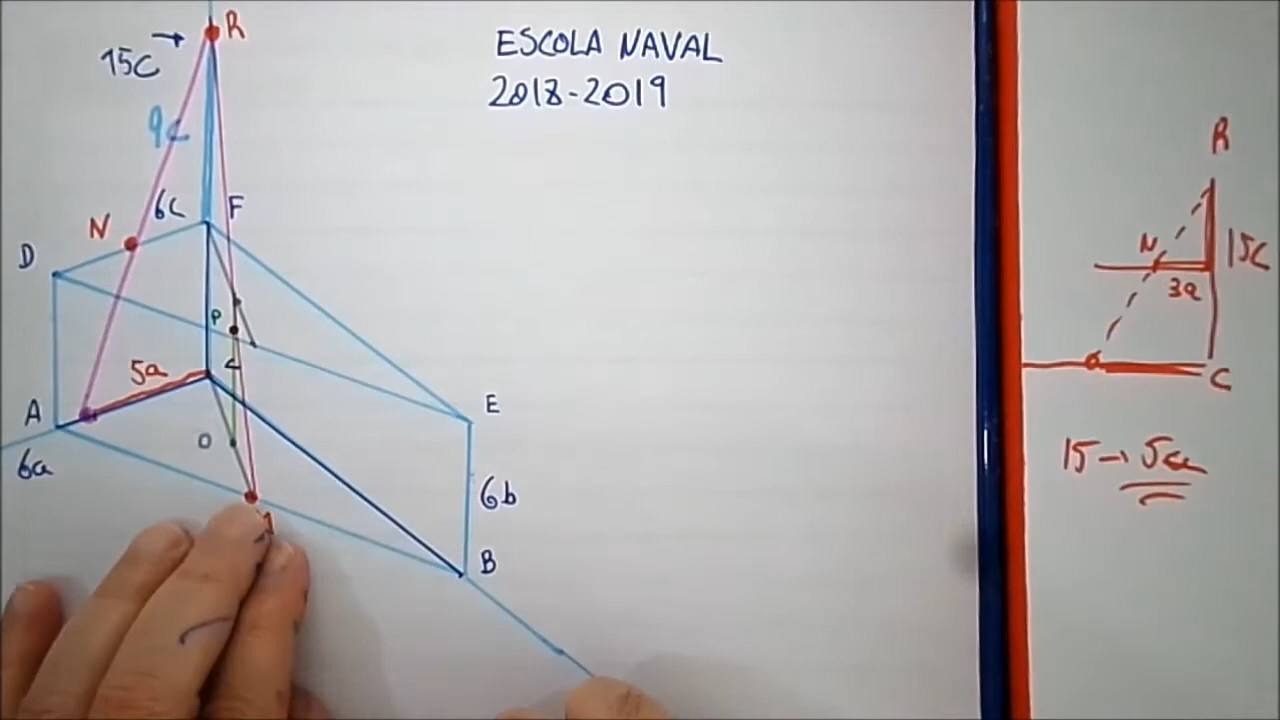 R
ESCOLA NAVAL
15C
2018-2019
9C
R
6C
F
N
N
15C
D
3a
P
C
5a
C
E
A
O
6a
15→5a
6b
B